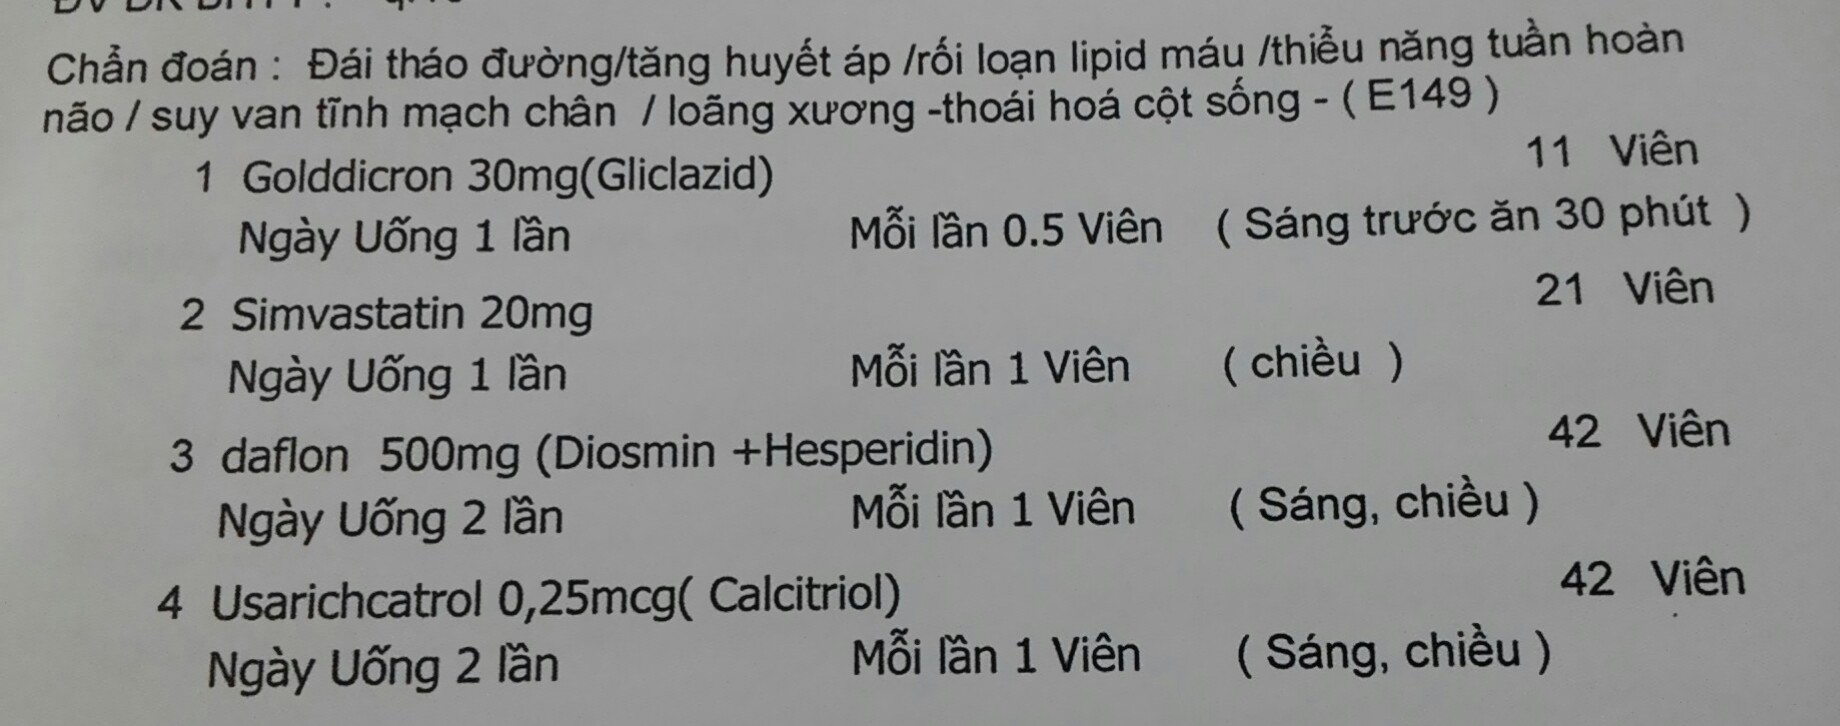 Chẩn đoán : Đái tháo đường/tăng huyết áp /rối loạn lipid máu /thiểu năng tuần hoàn
não / suy van tĩnh mạch chân / loãng xương -thoái hoá cột sống - ( E149 )
1 Golddicron 30mg(Gliclazid) 11 Viên
Ngày Uống 1 lần Mỗi lần 0.5 Viên ( Sáng trước ăn 30 phút )
2 Simvastatin 20mg 21 Viên
Ngày Uống 1 lần Mỗi lần 1 Viên ( chiều )
3 daflon 500mg (Diosmin +Hesperidin) 42 Viên
Ngày Uống 2 lần Mỗi lần 1 Viên ( Sáng, chiều )
4 Usarichcatrol 0,25mcg( Calcitriol) 42 Viên
Ngày Uống 2 lần Mỗi lần 1 Viên ( Sáng, chiều )